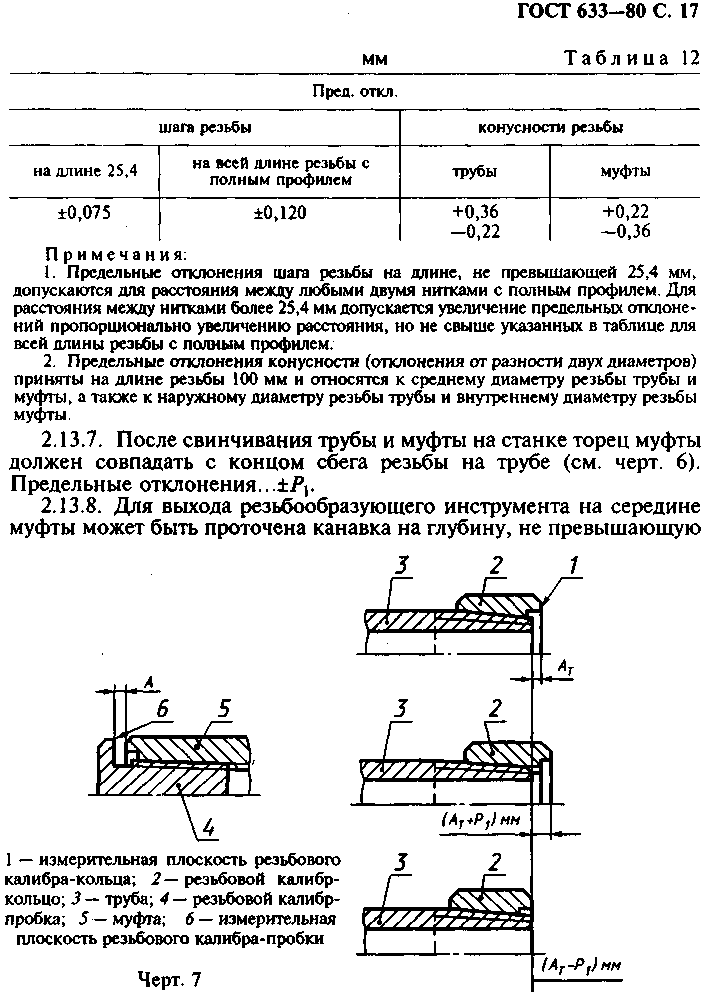 ГОСТ 633—80 С. 17
мм Таблица 12
Пред. откл.
шага резьбы конусности резьбы
на длине 25,4 на всей длине резьбы с полным профилем трубы муфты
±0,075 ±0,120 +0,36 +0,22
—0,22 —0,36
Примечания:
1. Предельные отклонения шага резьбы на длине, не превышающей 25,4 мм,
допускаются для расстояния между любыми двумя нитками с полным профилем. Для
расстояния между нитками более 25,4 мм допускается увеличение предельных отклоне-
ний пропорционально увеличению расстояния, но не свыше указанных в таблице для
всей длины резьбы с полным профилем.
2. Предельные отклонения конусности (отклонения от разности двух диаметров)
приняты на длине резьбы 100 мм и относятся к среднему диаметру резьбы трубы и
муфты, а также к наружному диаметру резьбы трубы и внутреннему диаметру резьбы
муфты.
2.13.7. После свинчивания трубы и муфты на станке торец муфты
должен совпадать с концом сбега резьбы на трубе (см. черт. 6).
Предельные отклонения...±P₁.
2.13.8. Для выхода резьбообразующего инструмента на середине
муфты может быть проточена канавка на глубину, не превышающую
3 2 1
Aт
A
6 5
4
3 2
(Aт+P₁) мм
3 2
(Aт-P₁) мм
1 — измерительная плоскость резьбового
калибра-кольца; 2 — резьбовой калибр-
кольцо; 3 — труба; 4 — резьбовой калибр-
пробка; 5 — муфта; 6 — измерительная
плоскость резьбового калибра-пробки
Черт. 7